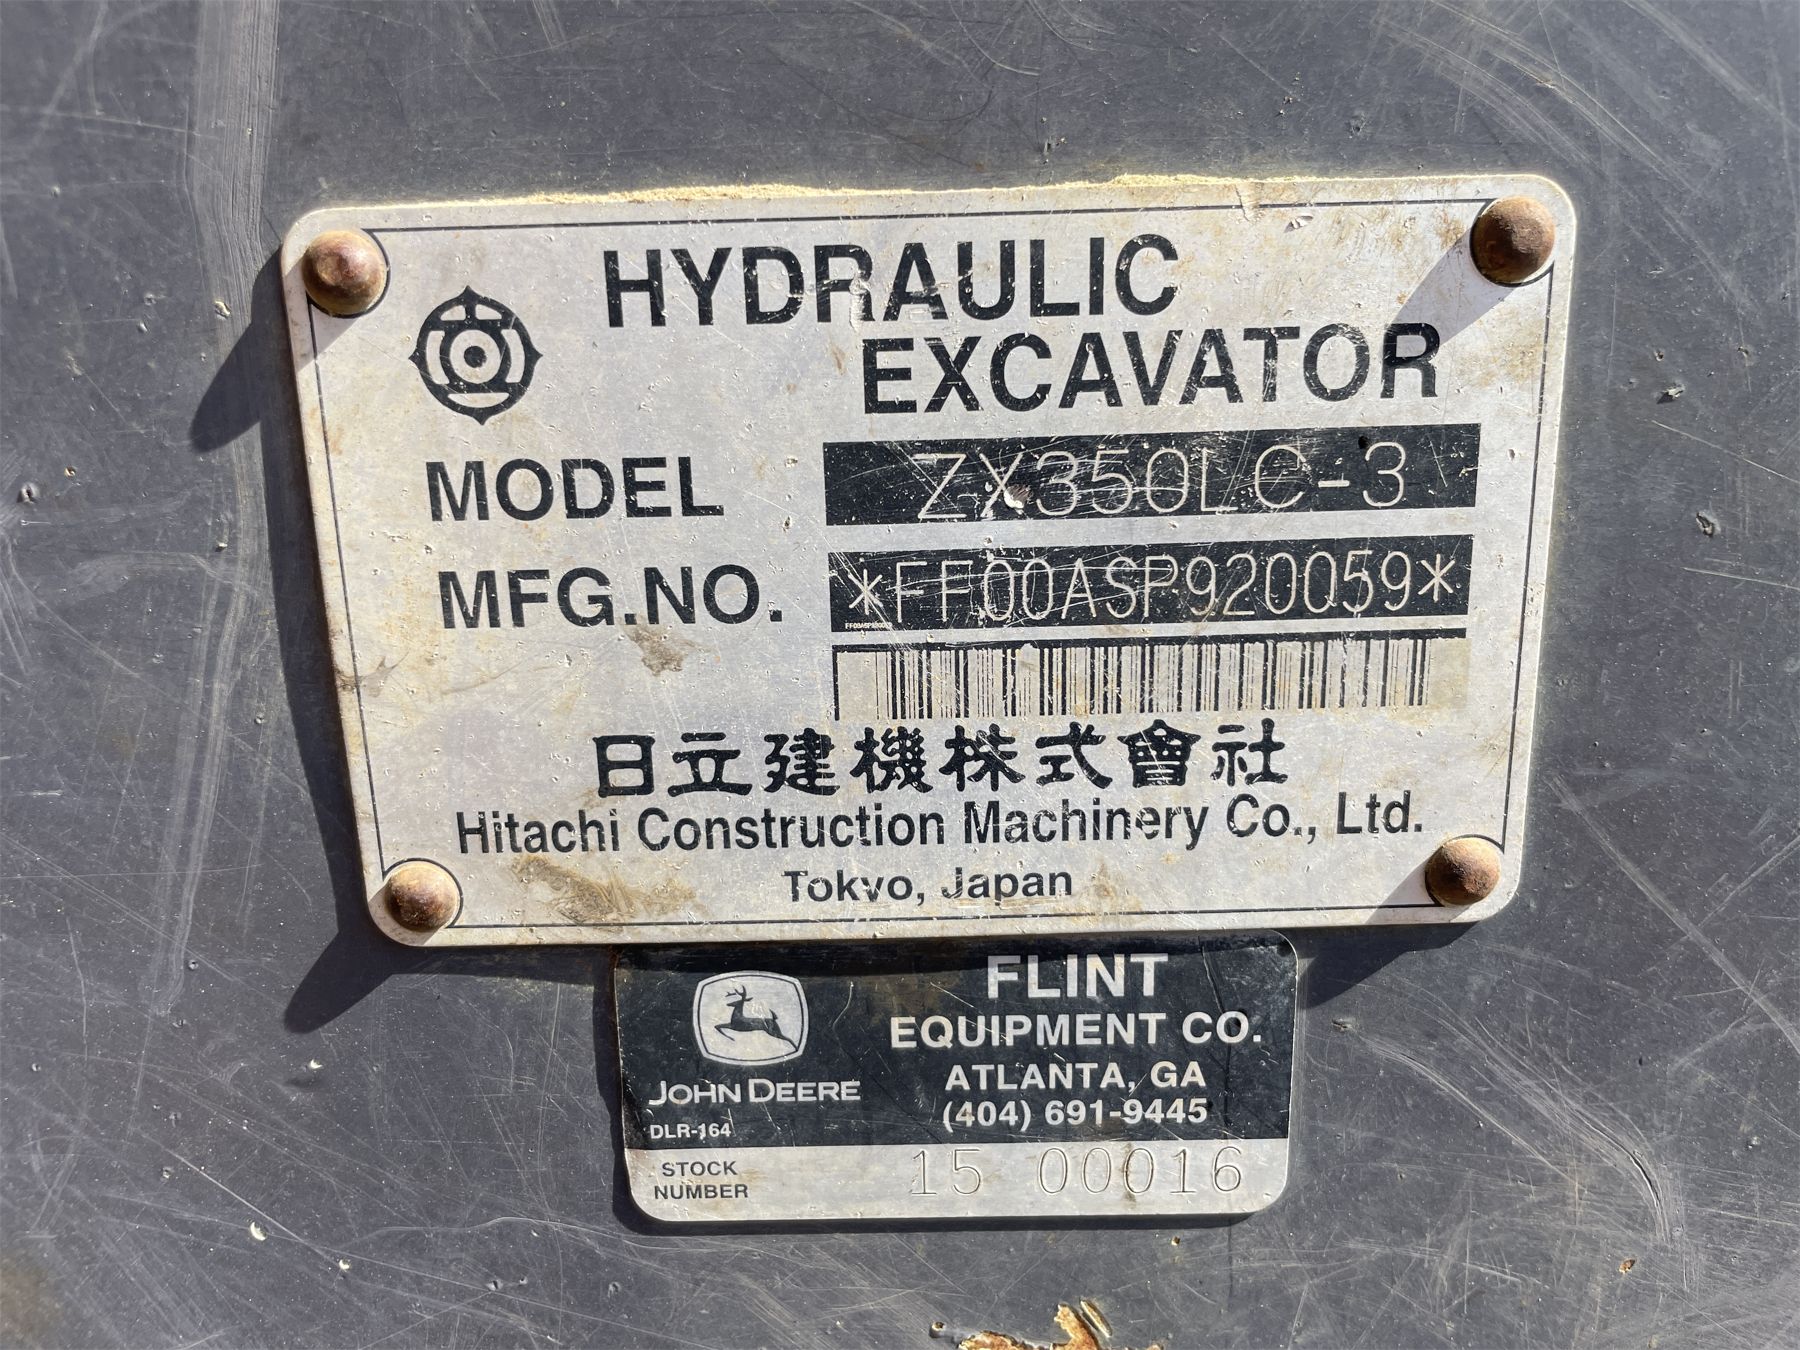 HYDRAULIC
EXCAVATOR
MODEL ZX350LC-3
MFG.NO. *FF00ASP920059*
日立建機株式會社
Hitachi Construction Machinery Co., Ltd.
Tokyo, Japan
FLINT
EQUIPMENT CO.
ATLANTA, GA
(404) 691-9445
JOHN DEERE
DLR-164
STOCK
NUMBER
15 00016